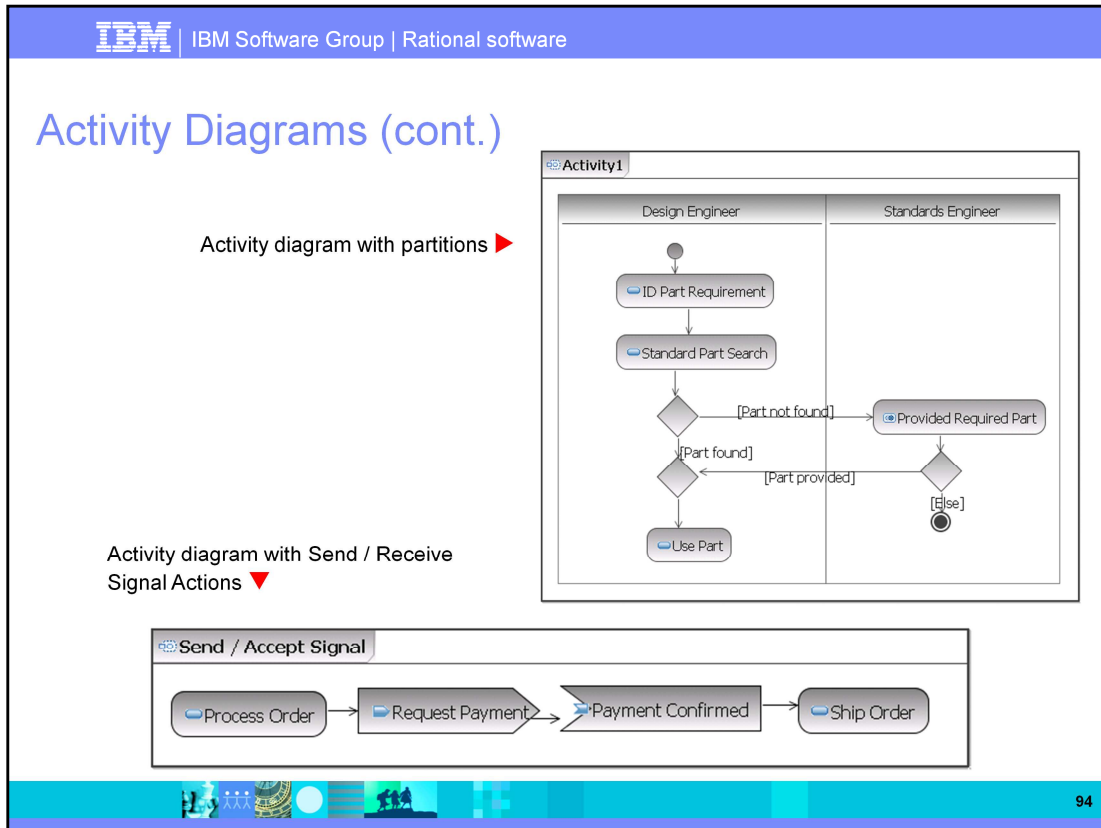 IBM | IBM Software Group | Rational software
Activity Diagrams (cont.)
Activity diagram with partitions
Activity1
Design Engineer
Standards Engineer
ID Part Requirement
Standard Part Search
[Part not found]
Provided Required Part
[Part found]
[Part provided]
[Else]
Use Part
Activity diagram with Send / Receive
Signal Actions
Send / Accept Signal
Process Order
Request Payment
Payment Confirmed
Ship Order
94